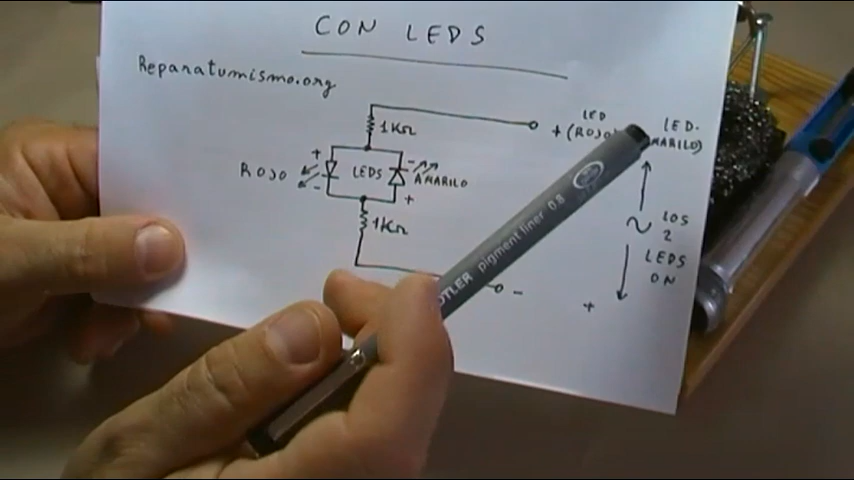 CON LEDS
Reparatumismo.org
LED
LED-
+ (ROJO)
1KΩ
+
-
ROJO
LEDS
AMARILO
-
+
1KΩ
~ LOS
2
LEDS
ON
-
+
pigment liner 0.8